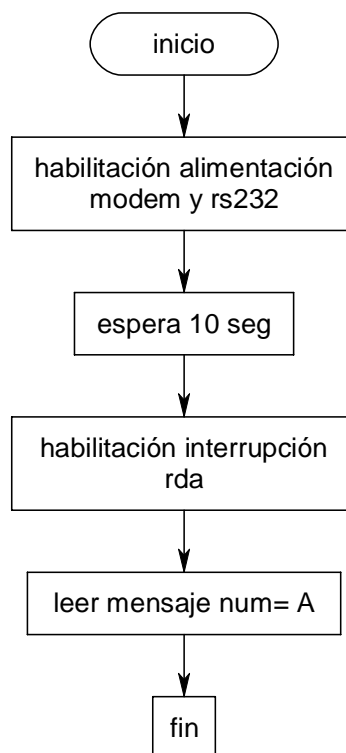 inicio
habilitación alimentación
modem y rs232
espera 10 seg
habilitación interrupción
rda
leer mensaje num= A
fin